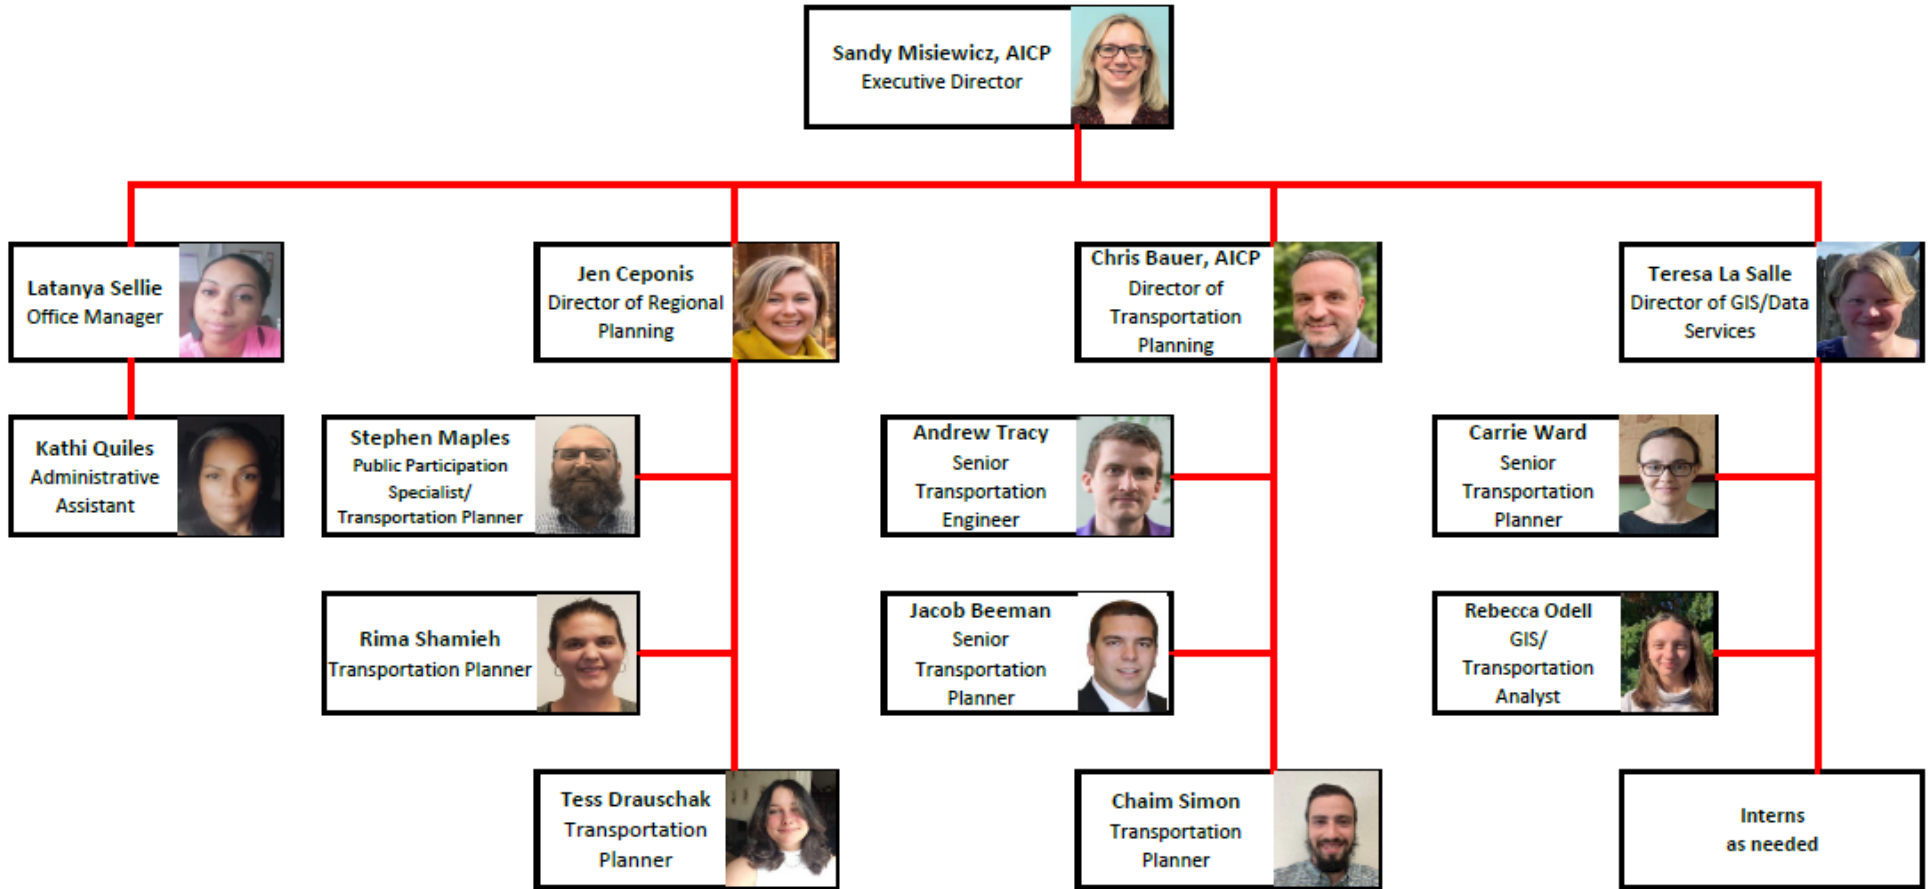 Sandy Misiewicz, AICP
Executive Director
Latanya Sellie
Office Manager
Jen Ceponis
Director of Regional
Planning
Chris Bauer, AICP
Director of
Transportation
Planning
Teresa La Salle
Director of GIS/Data
Services
Kathi Quiles
Administrative
Assistant
Stephen Maples
Public Participation
Specialist/
Transportation Planner
Andrew Tracy
Senior
Transportation
Engineer
Carrie Ward
Senior
Transportation
Planner
Rima Shamieh
Transportation Planner
Jacob Beeman
Senior
Transportation
Planner
Rebecca Odell
GIS/
Transportation
Analyst
Tess Drauschak
Transportation
Planner
Chaim Simon
Transportation
Planner
Interns
as needed